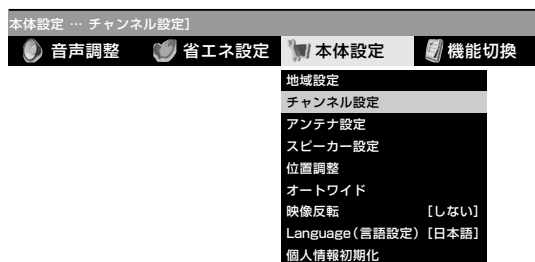 本体設定 … チャンネル設定]
音声調整 省エネ設定 本体設定 機能切換
地域設定
チャンネル設定
アンテナ設定
スピーカー設定
位置調整
オートワイド
映像反転 [しない]
Language(言語設定) [日本語]
個人情報初期化